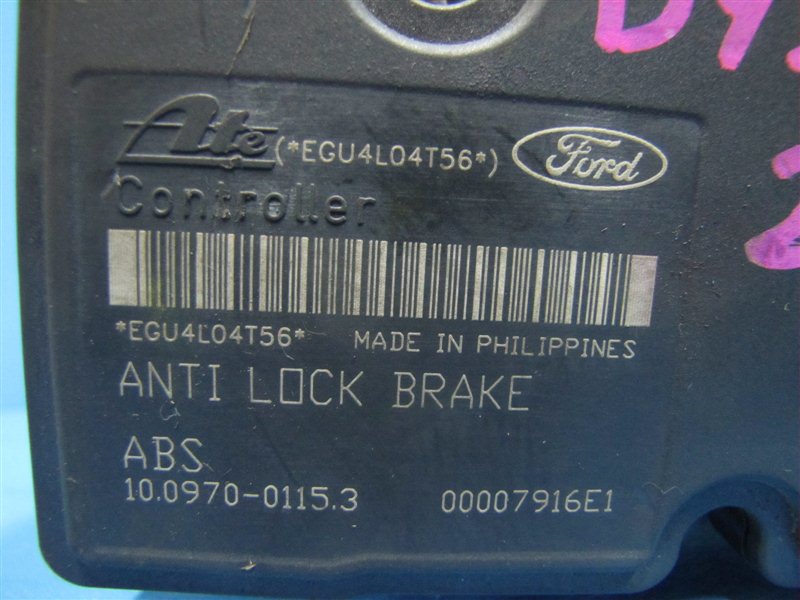 Ate (*EGU4L04T56*) Ford
Controller
*EGU4L04T56* MADE IN PHILIPPINES
ANTI LOCK BRAKE
ABS
10.0970-0115.3 00007916E1